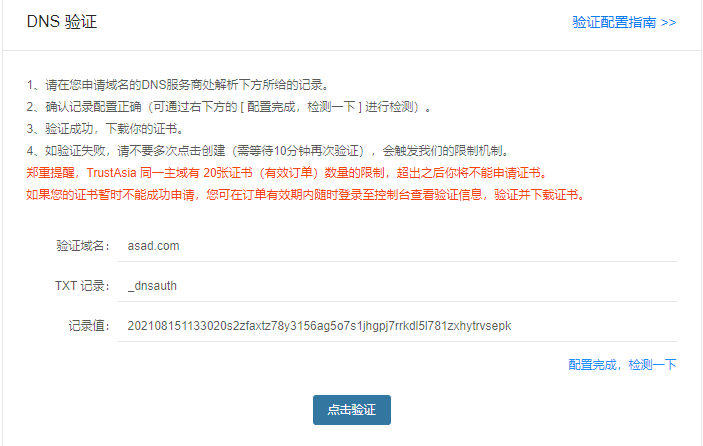 DNS 验证
验证配置指南 >>
1、请在您申请域名的DNS服务商处解析下方所给的记录。
2、确认记录配置正确（可通过右下方的 [ 配置完成，检测一下 ] 进行检测）。
3、验证成功，下载你的证书。
4、如验证失败，请不要多次点击创建（需等待10分钟再次验证），会触发我们的限制机制。
郑重提醒，TrustAsia 同一主域有 20张证书（有效订单）数量的限制，超出之后你将不能申请证书。
如果您的证书暂时不能成功申请，您可在订单有效期内随时登录至控制台查看验证信息，验证并下载证书。
验证域名： asad.com
TXT 记录： _dnsauth
记录值： 202108151133020s2zfaxtz78y3156ag5o7s1jhgpj7rrkdl5l781zxhytrvsepk
配置完成，检测一下
点击验证